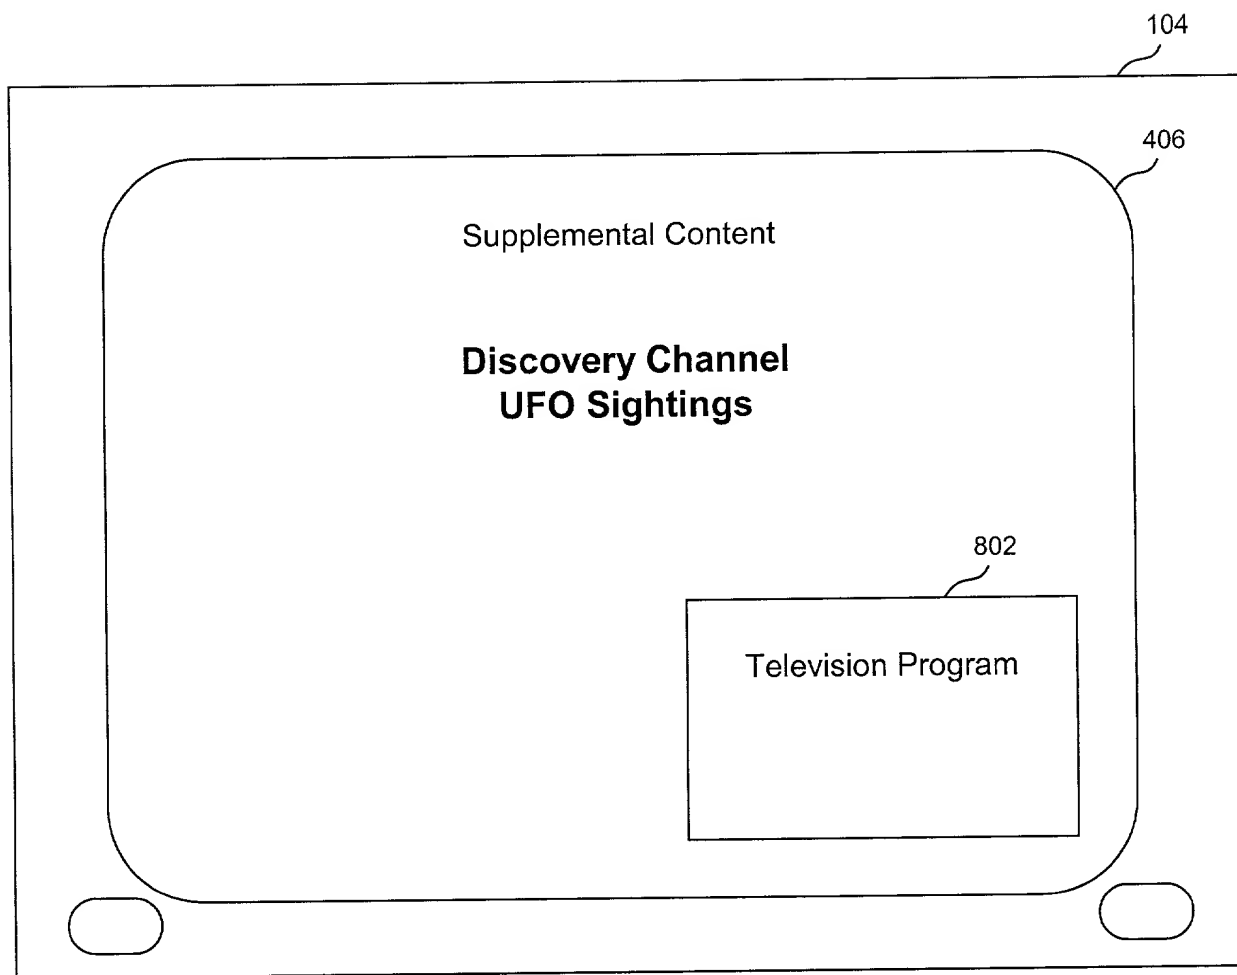 104
406
Supplemental Content
Discovery Channel
UFO Sightings
802
Television Program